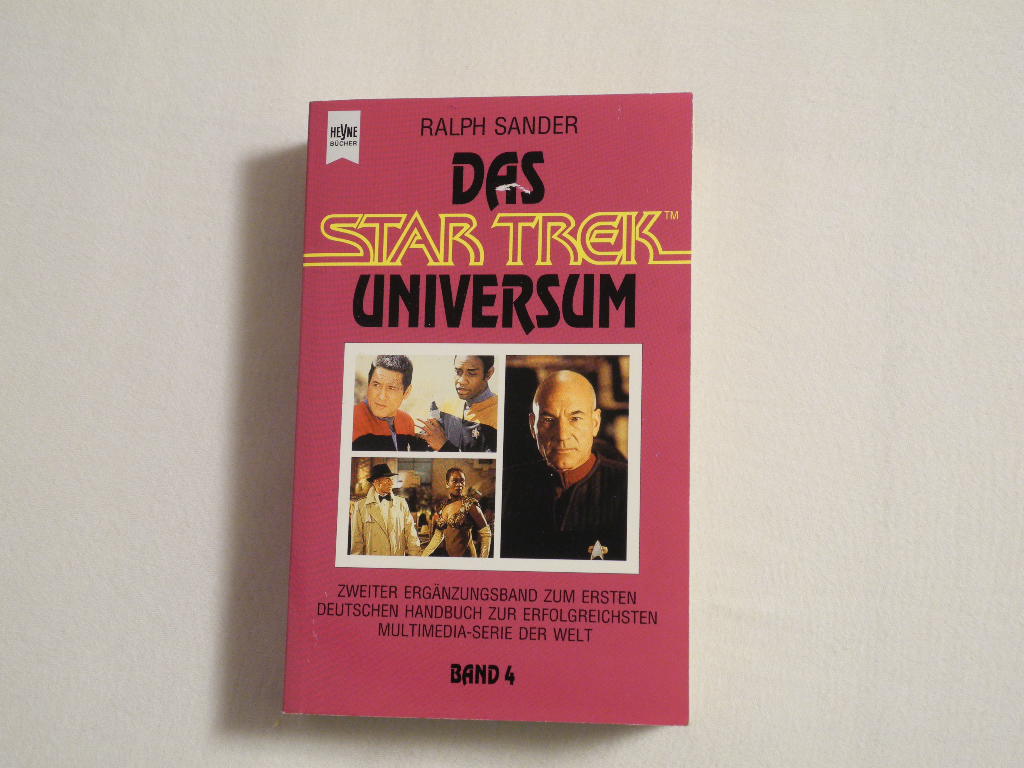 HEYNE
BÜCHER
RALPH SANDER
DAS
STAR TREK™
UNIVERSUM
ZWEITER ERGÄNZUNGSBAND ZUM ERSTEN
DEUTSCHEN HANDBUCH ZUR ERFOLGREICHSTEN
MULTIMEDIA-SERIE DER WELT
BAND 4